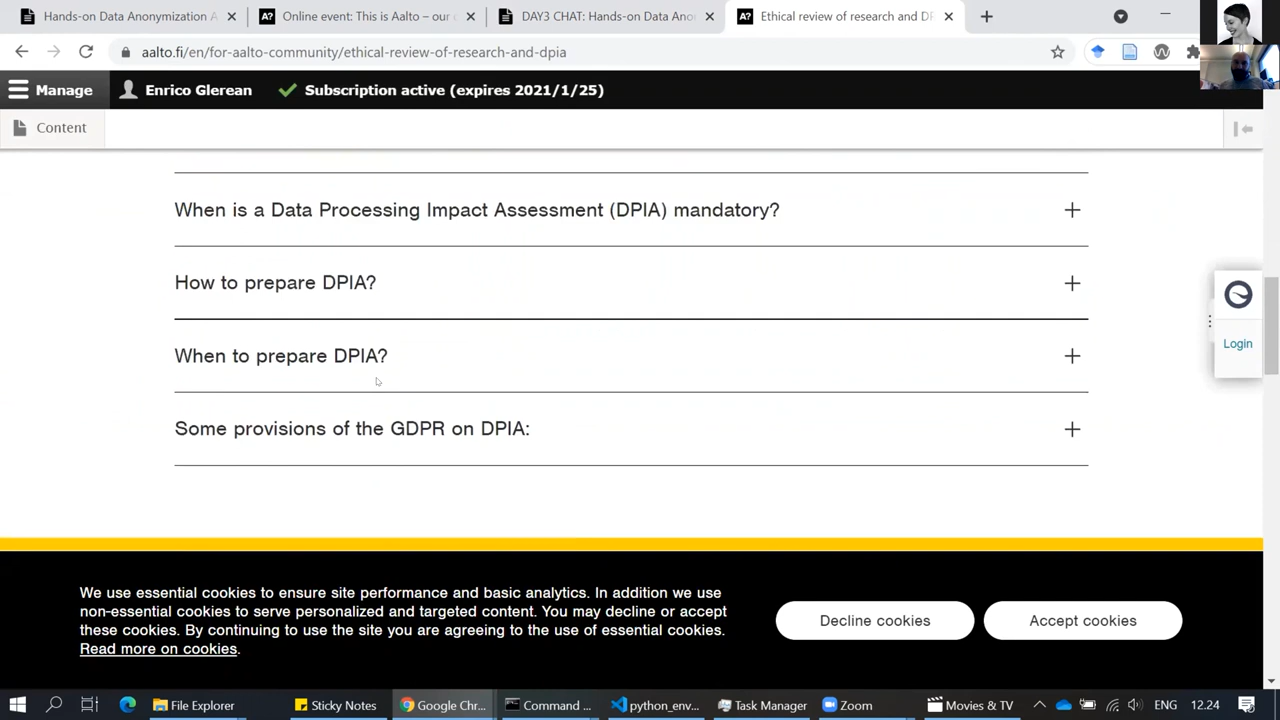 Hands-on Data Anonymization A
Online event: This is Aalto – our c
DAY3 CHAT: Hands-on Data Ano
Ethical review of research and DP
aalto.fi/en/for-aalto-community/ethical-review-of-research-and-dpia
Manage
Enrico Glerean
Subscription active (expires 2021/1/25)
Content
When is a Data Processing Impact Assessment (DPIA) mandatory?
How to prepare DPIA?
When to prepare DPIA?
Some provisions of the GDPR on DPIA:
Login
We use essential cookies to ensure site performance and basic analytics. In addition we use
non-essential cookies to serve personalized and targeted content. You may decline or accept
these cookies. By continuing to use the site you are agreeing to the use of essential cookies.
Read more on cookies.
Decline cookies
Accept cookies
File Explorer
Sticky Notes
Google Chr...
Command ...
python_env...
Task Manager
Zoom
Movies & TV
ENG
12.24